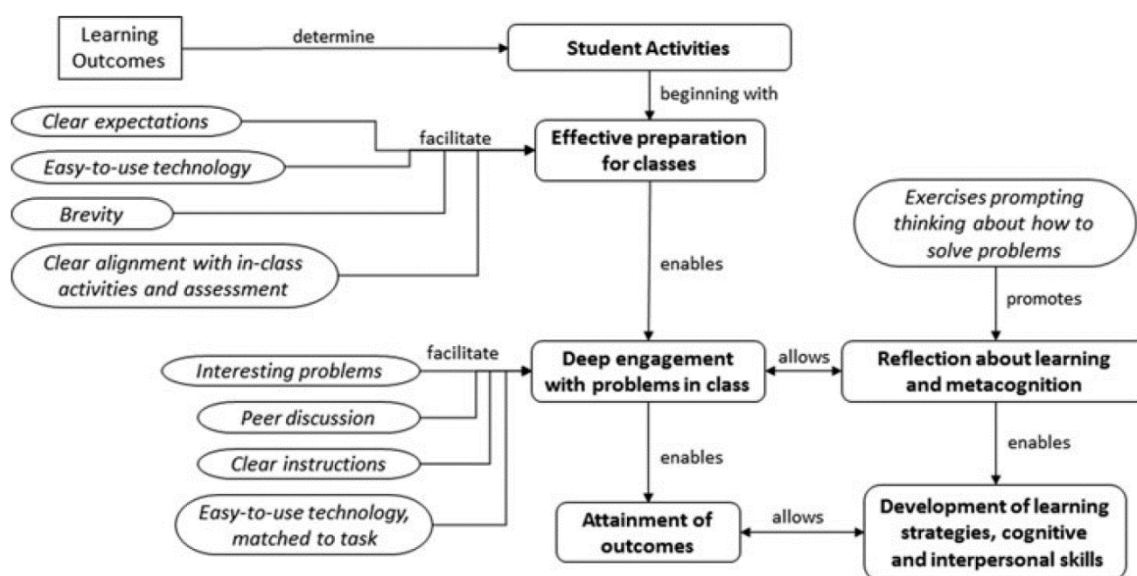 Learning
Outcomes
determine
Student Activities
beginning with
Clear expectations
facilitate
Effective preparation
for classes
Easy-to-use technology
Brevity
Clear alignment with in-class
activities and assessment
enables
Exercises prompting
thinking about how to
solve problems
promotes
Interesting problems
facilitate
Deep engagement
with problems in class
allows
Reflection about learning
and metacognition
Peer discussion
Clear instructions
Easy-to-use technology,
matched to task
enables
enables
Attainment of
outcomes
allows
Development of learning
strategies, cognitive
and interpersonal skills